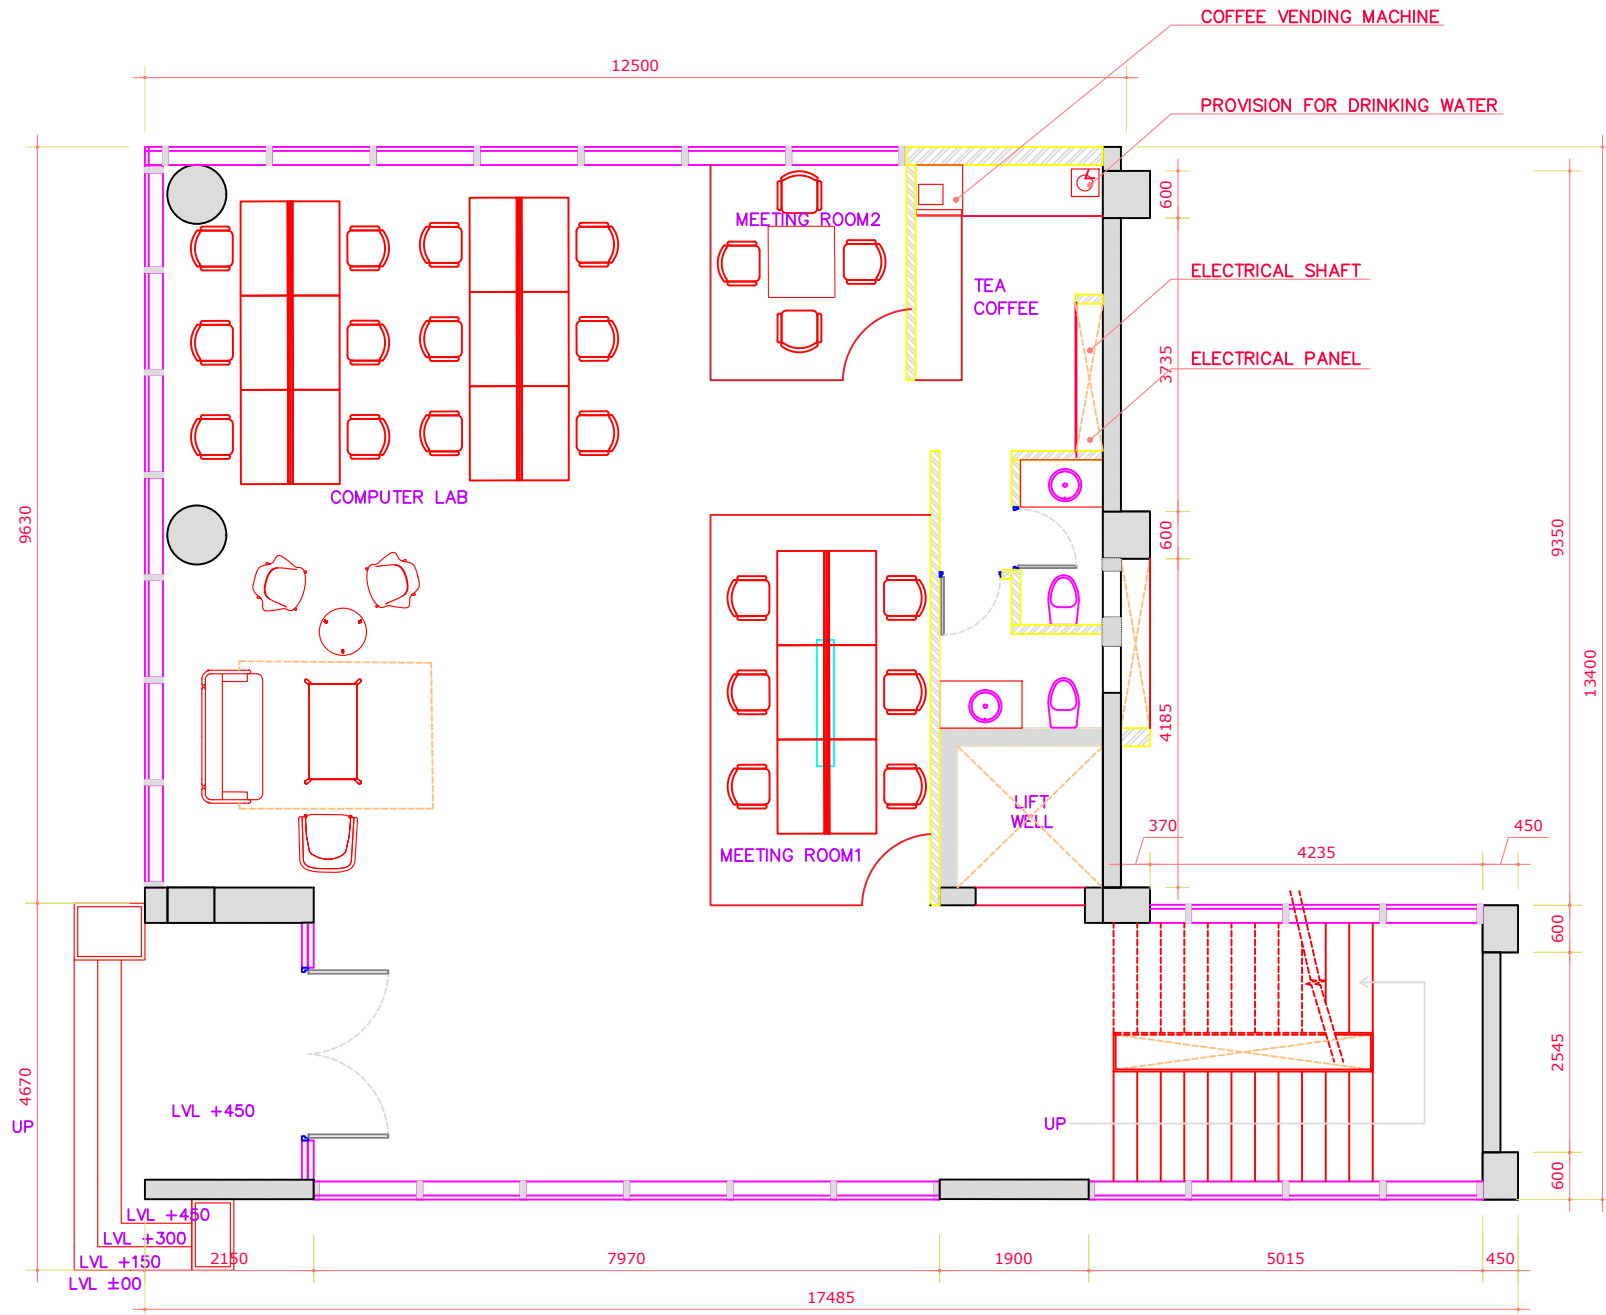 COFFEE VENDING MACHINE
12500
PROVISION FOR DRINKING WATER
600
MEETING ROOM2
ELECTRICAL SHAFT
TEA
COFFEE
ELECTRICAL PANEL
3735
COMPUTER LAB
9630
600
9350
13400
4185
LIFT
WELL
370
450
4235
MEETING ROOM1
600
4670
2545
LVL +450
UP
UP
600
LVL +450
LVL +300
LVL +150
LVL ±00
2150
7970
1900
5015
450
17485